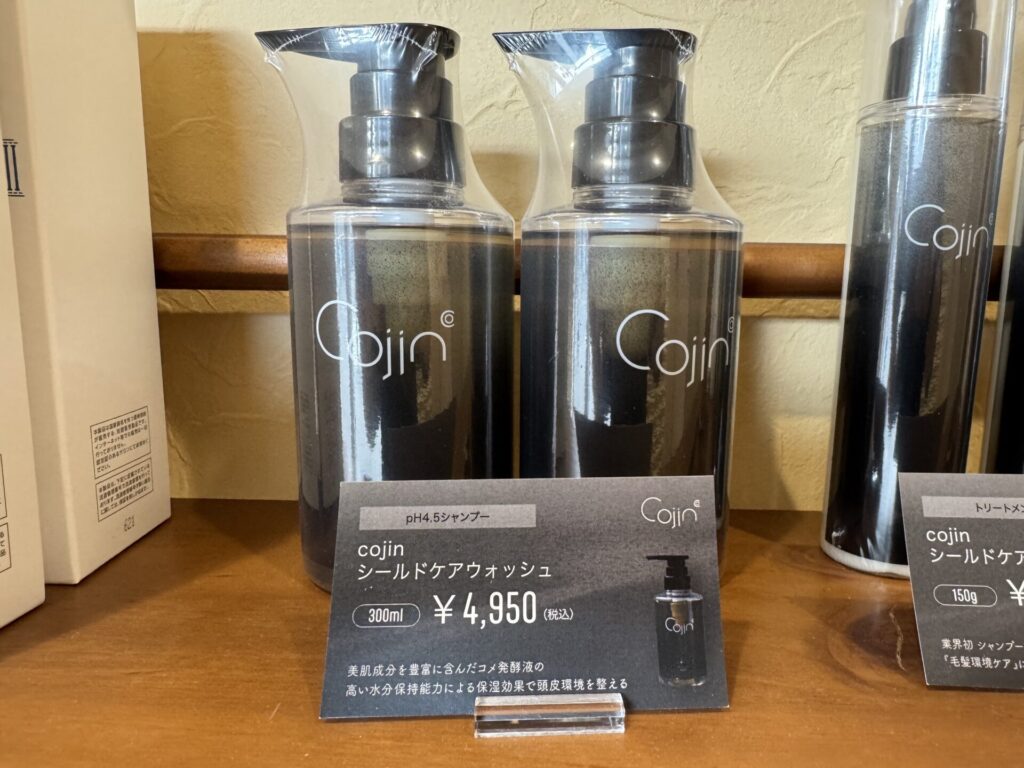 Cojin
Cojin
Cojin
pH4.5シャンプー
Cojin
cojin
シールドケアウォッシュ
300ml ¥4,950(税込)
Cojin
美肌成分を豊富に含んだコメ発酵液の
高い水分保持能力による保湿効果で頭皮環境を整える
トリートメン
cojin
シールドケア
150g ¥
業界初 シャンプー
『毛髪環境ケア』に
621